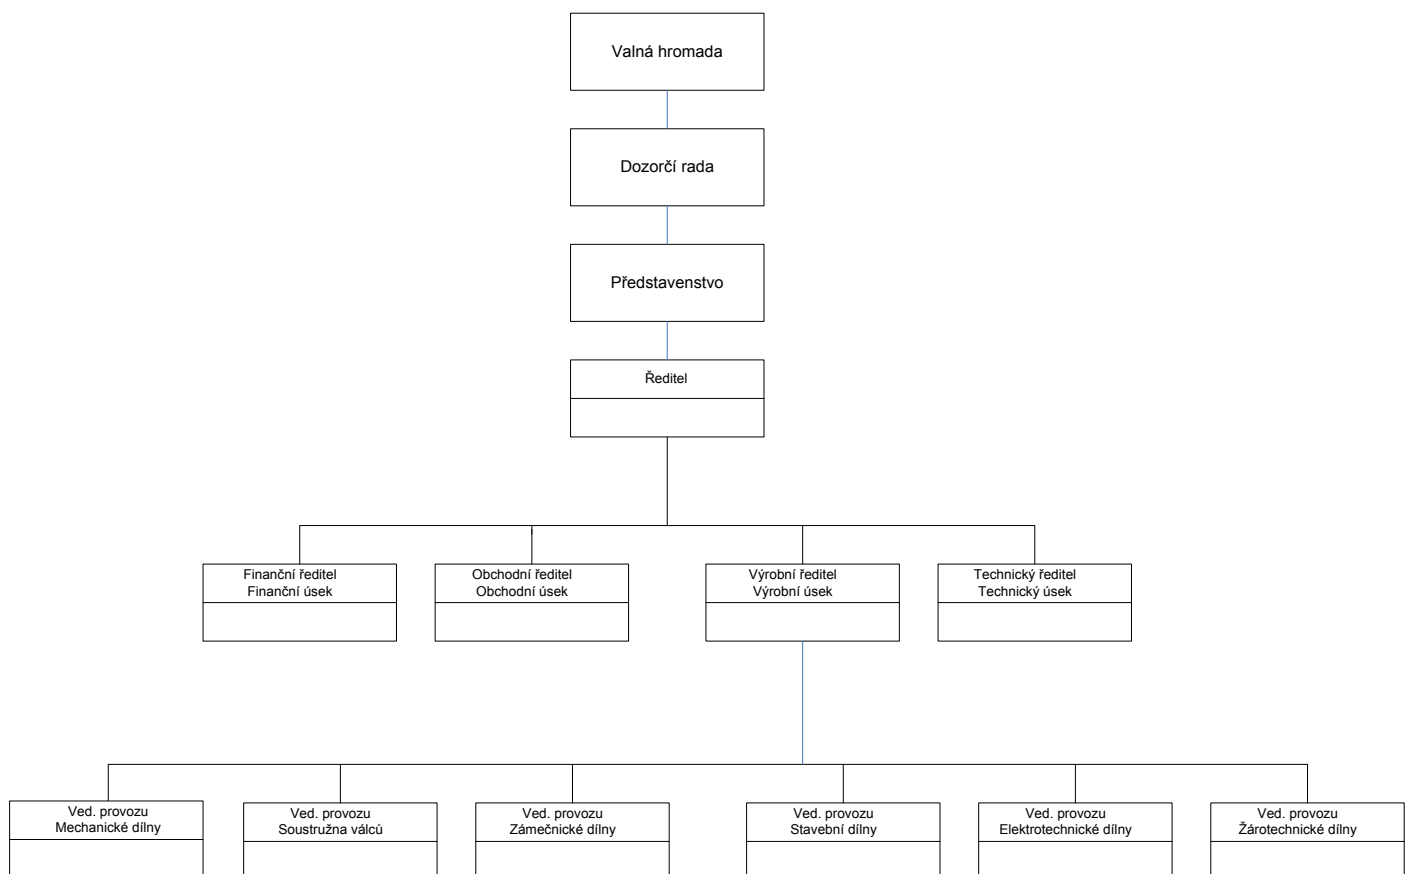 Valná hromada
Dozorčí rada
Představenstvo
Ředitel
Finanční ředitel
Finanční úsek
Obchodní ředitel
Obchodní úsek
Výrobní ředitel
Výrobní úsek
Technický ředitel
Technický úsek
Ved. provozu
Mechanické dílny
Ved. provozu
Soustružna válců
Ved. provozu
Zámečnické dílny
Ved. provozu
Stavební dílny
Ved. provozu
Elektrotechnické dílny
Ved. provozu
Žárotechnické dílny